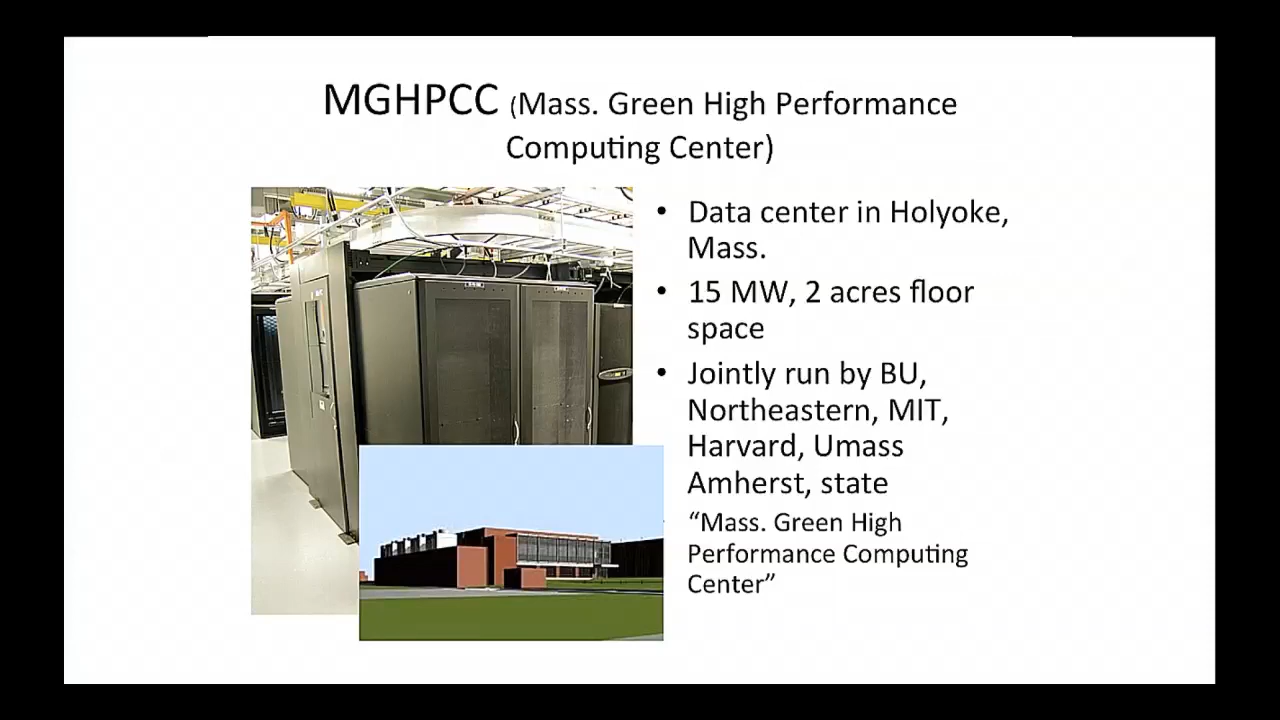 MGHPCC (Mass. Green High Performance
Computing Center)
• Data center in Holyoke,
Mass.
• 15 MW, 2 acres floor
space
• Jointly run by BU,
Northeastern, MIT,
Harvard, Umass
Amherst, state
“Mass. Green High
Performance Computing
Center”